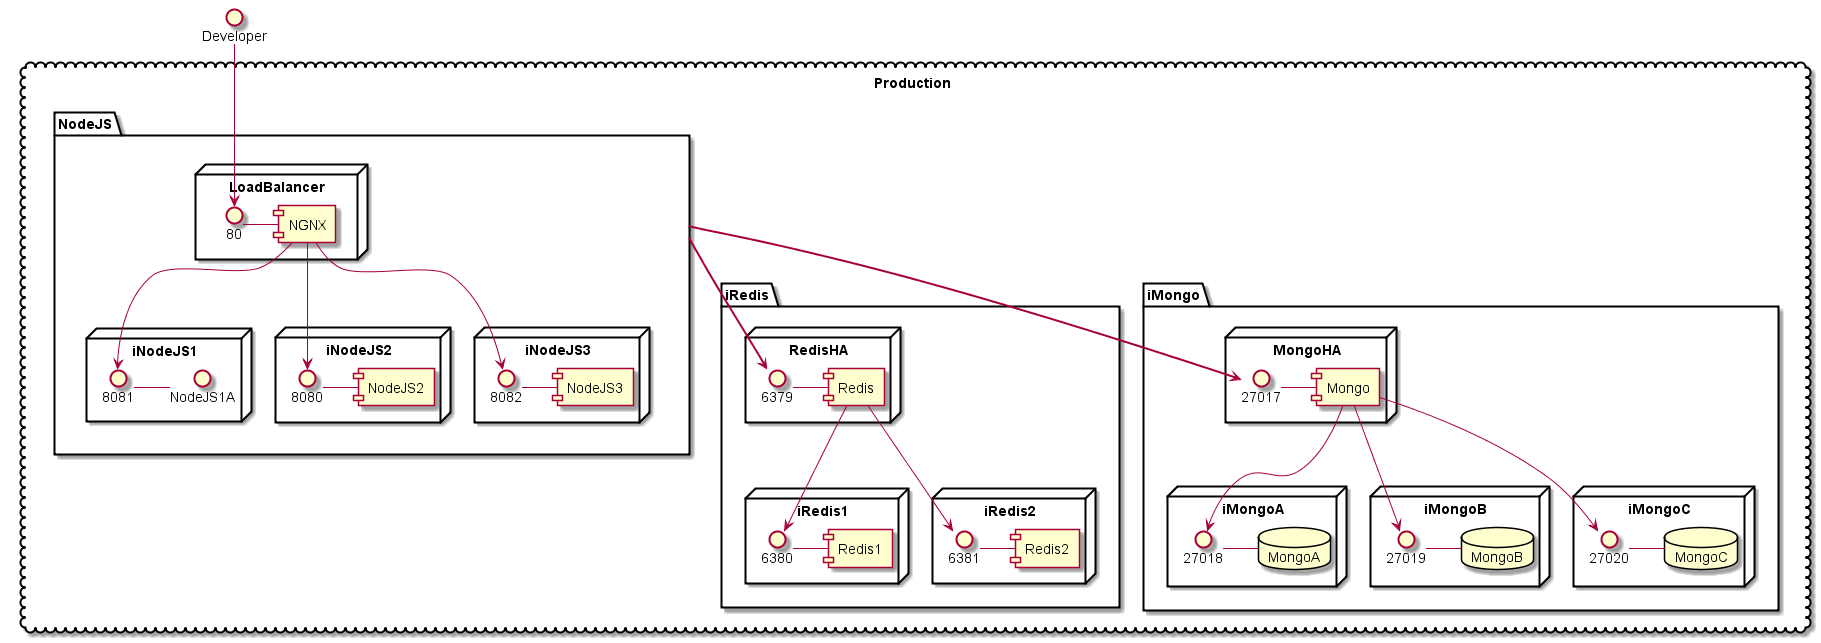 Developer
Production
NodeJS
LoadBalancer
80
NGNX
iNodeJS1
8081
NodeJS1A
iNodeJS2
8080
NodeJS2
iNodeJS3
8082
NodeJS3
iRedis
RedisHA
6379
Redis
iRedis1
6380
Redis1
iRedis2
6381
Redis2
iMongo
MongoHA
27017
Mongo
iMongoA
27018
MongoA
iMongoB
27019
MongoB
iMongoC
27020
MongoC